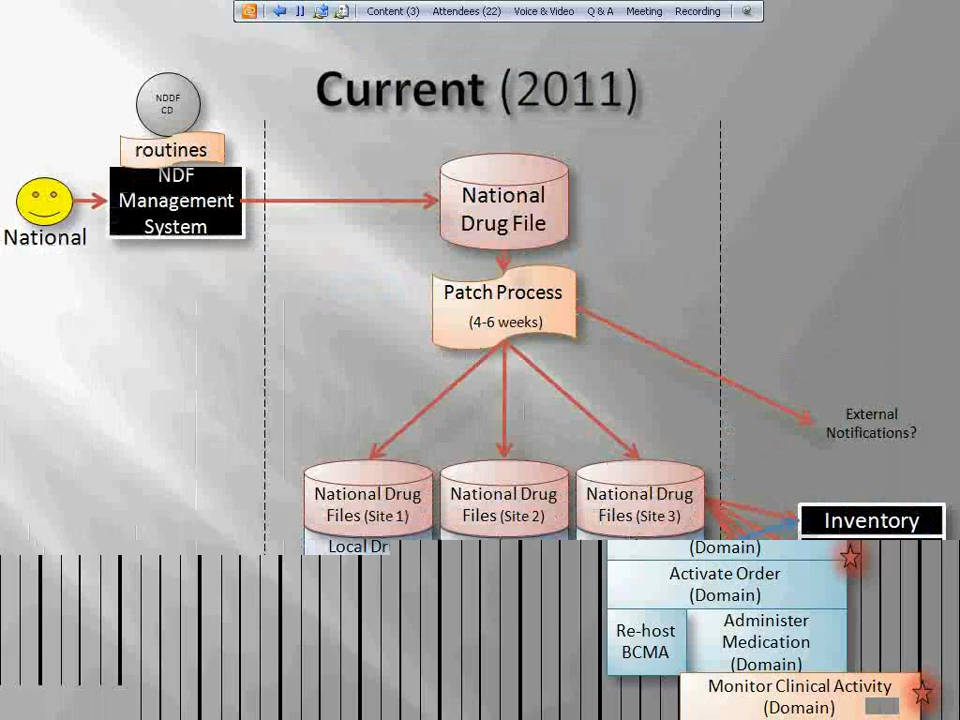 Content (3) Attendees (22) Voice & Video Q & A Meeting Recording
Current (2011)
NDDF
CD
routines
NDF
Management
System
National
National
Drug File
Patch Process
(4-6 weeks)
External
Notifications?
National Drug
Files (Site 1)
National Drug
Files (Site 2)
National Drug
Files (Site 3)
Inventory
Local
(Domain)
Activate Order
(Domain)
Re-host
BCMA
Administer
Medication
(Domain)
Monitor Clinical Activity
(Domain)